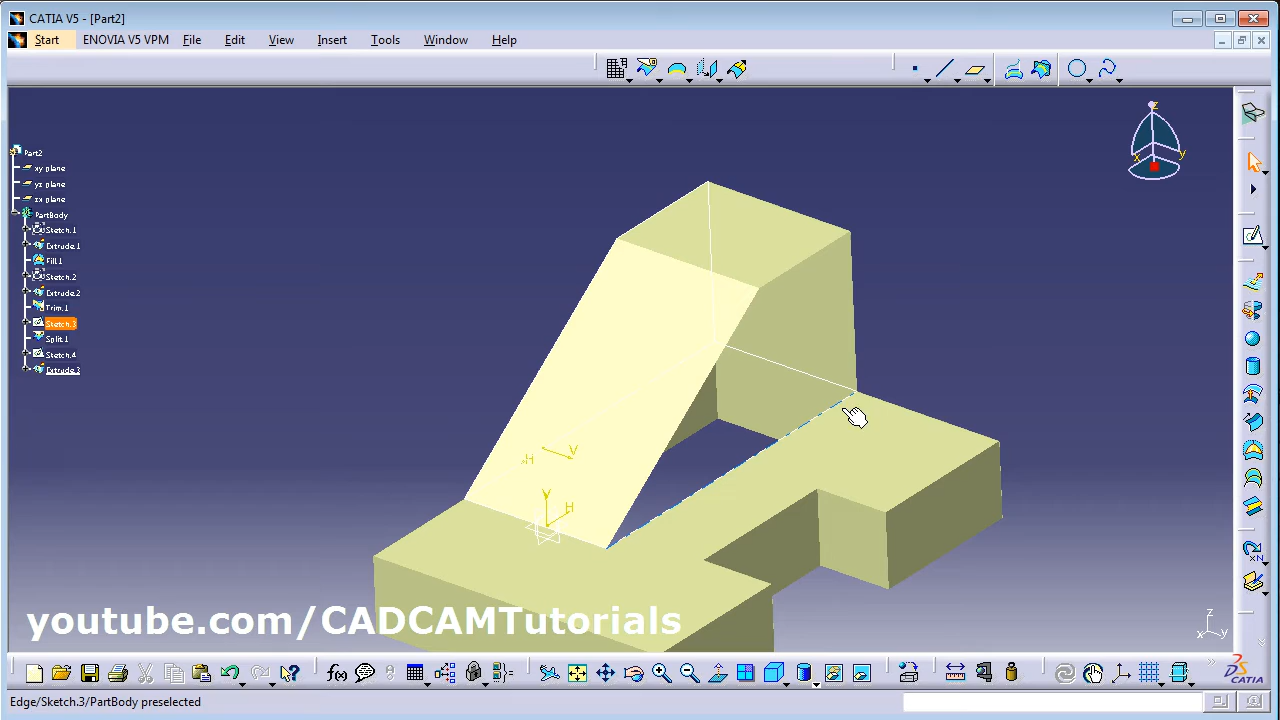 CATIA V5 - [Part2]
Start ENOVIA V5 VPM File Edit View Insert Tools Window Help
z
x y
Part2
xy plane
yz plane
zx plane
PartBody
Sketch.1
Extrude.1
Fill.1
Sketch.2
Extrude.2
Trim.1
Sketch.3
Split.1
Sketch.4
Extrude.3
H V
V
H
youtube.com/CADCAMTutorials
z
x y
f(x)
CATIA
Edge/Sketch.3/PartBody preselected